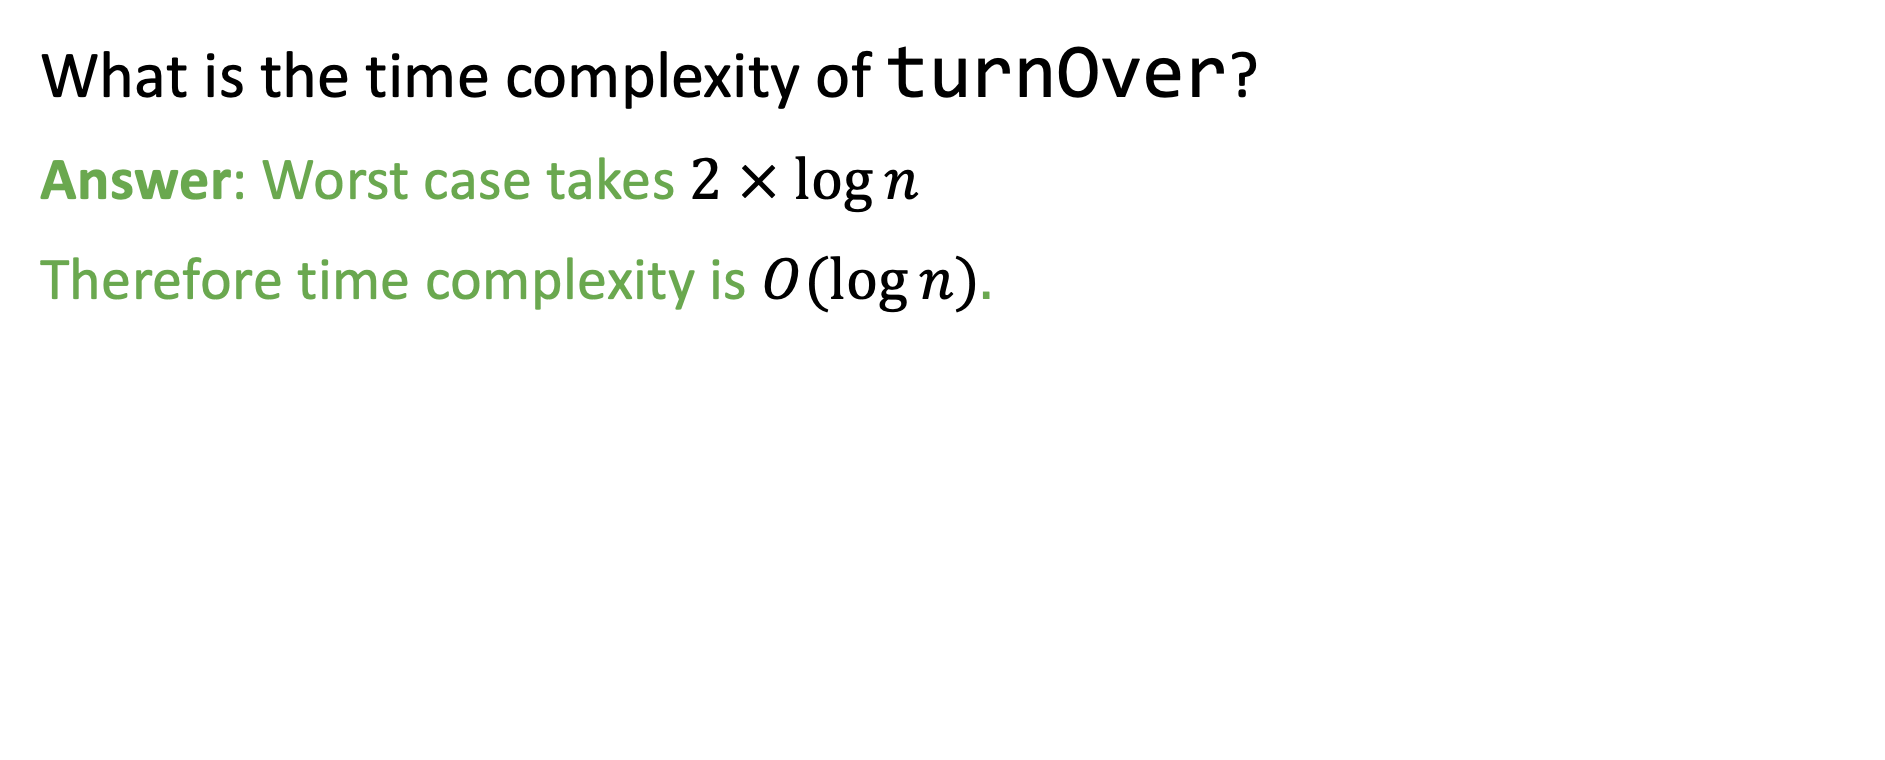 What is the time complexity of turnOver?
Answer: Worst case takes 2 × log n
Therefore time complexity is O(log n).